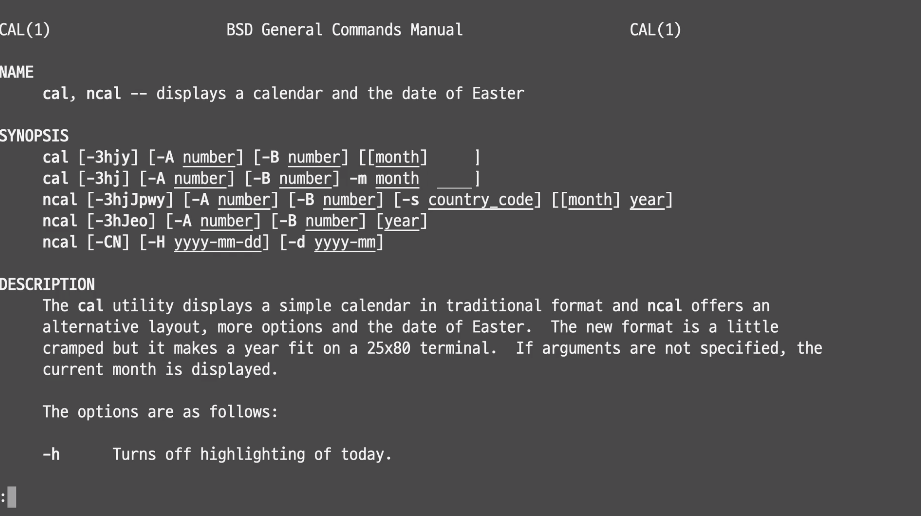 CAL(1)                    BSD General Commands Manual                   CAL(1)
NAME
     cal, ncal -- displays a calendar and the date of Easter
SYNOPSIS
     cal [-3hjy] [-A number] [-B number] [[month]     ]
     cal [-3hj] [-A number] [-B number] -m month  ____]
     ncal [-3hjJpwy] [-A number] [-B number] [-s country_code] [[month] year]
     ncal [-3hJeo] [-A number] [-B number] [year]
     ncal [-CN] [-H yyyy-mm-dd] [-d yyyy-mm]
DESCRIPTION
     The cal utility displays a simple calendar in traditional format and ncal offers an
     alternative layout, more options and the date of Easter.  The new format is a little
     cramped but it makes a year fit on a 25x80 terminal.  If arguments are not specified, the
     current month is displayed.
     The options are as follows:
     -h      Turns off highlighting of today.
: